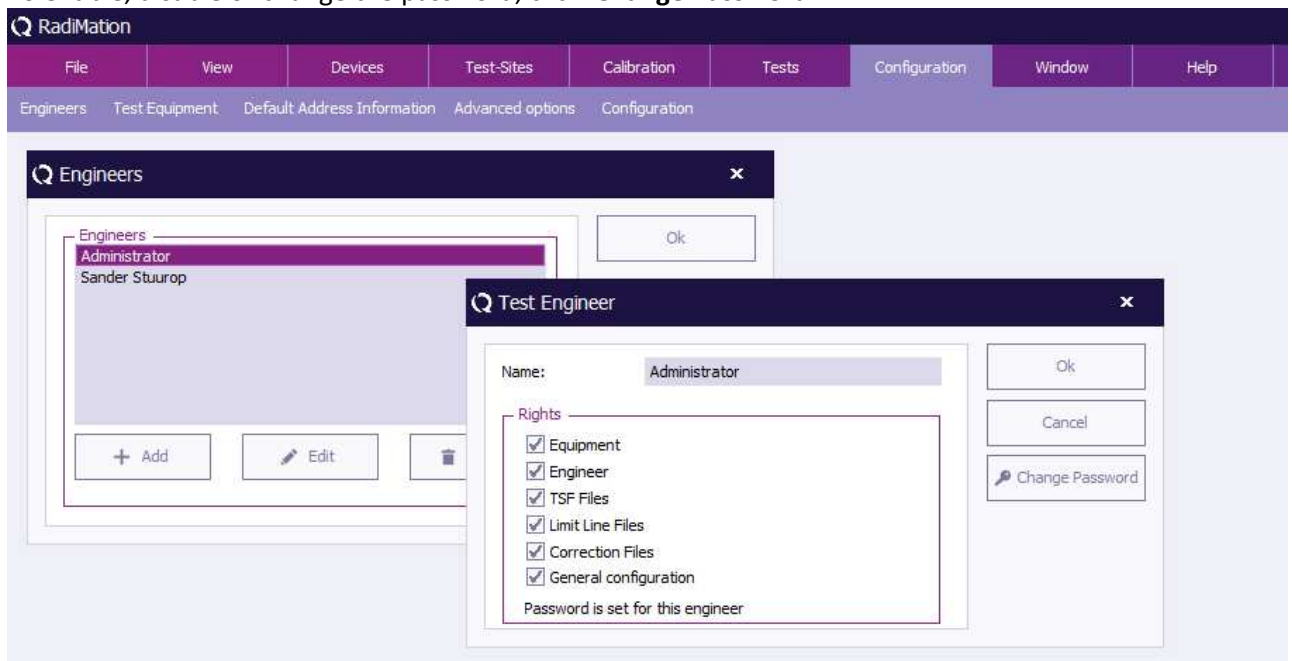 RadiMation
File View Devices Test-Sites Calibration Tests Configuration Window Help
Engineers Test Equipment Default Address Information Advanced options Configuration
Engineers
Engineers
Ok
Administrator
Sander Stuurop
Add Edit
Test Engineer
Name: Administrator
Ok
Rights
Cancel
Equipment
Engineer
Change Password
TSF Files
Limit Line Files
Correction Files
General configuration
Password is set for this engineer